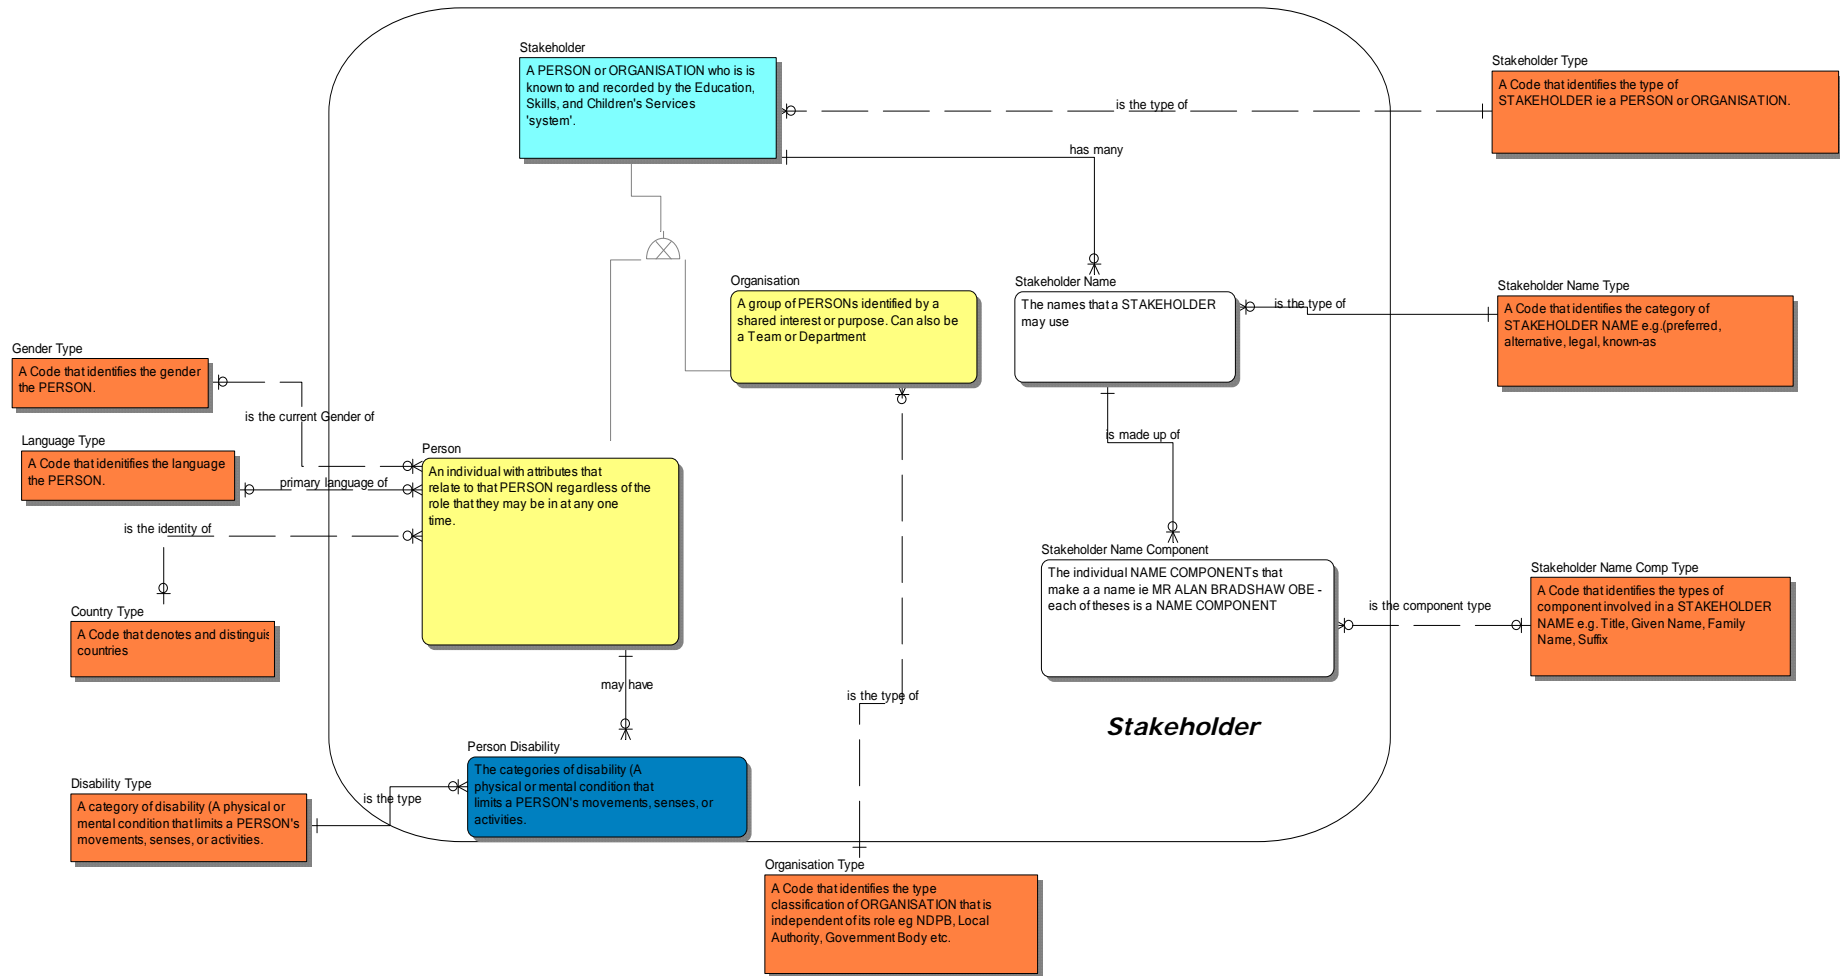 Stakeholder
A PERSON or ORGANISATION who is is
known to and recorded by the Education,
Skills, and Children's Services
'system'.
Stakeholder Type
A Code that identifies the type of
STAKEHOLDER ie a PERSON or ORGANISATION.
is the type of
has many
Organisation
A group of PERSONs identified by a
shared interest or purpose. Can also be
a Team or Department
Stakeholder Name
The names that a STAKEHOLDER
may use
is the type of
Stakeholder Name Type
A Code that identifies the category of
STAKEHOLDER NAME e.g.(preferred,
alternative, legal, known-as
Gender Type
A Code that identifies the gender
the PERSON.
is the current Gender of
Language Type
A Code that idenitifies the language
the PERSON.
primary language of
Person
An individual with attributes that
relate to that PERSON regardless of the
role that they may be in at any one
time.
is made up of
is the identity of
Country Type
A Code that denotes and distinguis
countries
Stakeholder Name Component
The individual NAME COMPONENTs that
make a a name ie MR ALAN BRADSHAW OBE -
each of theses is a NAME COMPONENT
is the component type
Stakeholder Name Comp Type
A Code that identifies the types of
component involved in a STAKEHOLDER
NAME e.g. Title, Given Name, Family
Name, Suffix
may have
is the type of
Stakeholder
Person Disability
The categories of disability (A
physical or mental condition that
limits a PERSON's movements, senses, or
activities.
Disability Type
A category of disability (A physical or
mental condition that limits a PERSON's
movements, senses, or activities.
is the type
Organisation Type
A Code that identifies the type
classification of ORGANISATION that is
independent of its role eg NDPB, Local
Authority, Government Body etc.